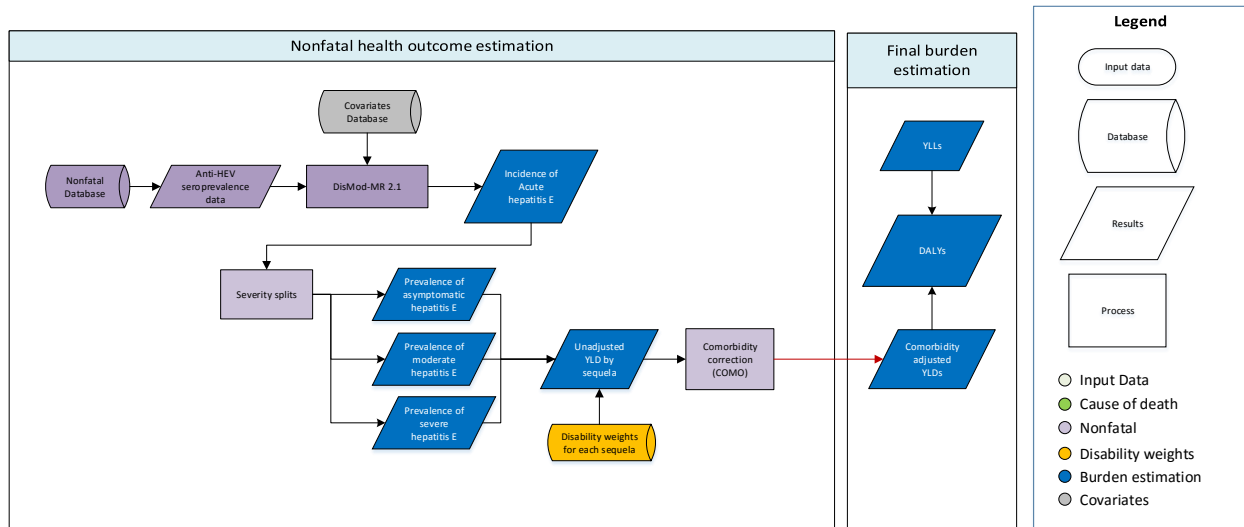 Nonfatal health outcome estimation
Covariates
Database
Nonfatal
Database
Anti-HEV
seroprevalence
data
DisMod-MR 2.1
Incidence of
Acute
hepatitis E
Severity splits
Prevalence of
asymptomatic
hepatitis E
Prevalence of
moderate
hepatitis E
Prevalence of
severe
hepatitis E
Unadjusted
YLD by
sequela
Disability weights
for each sequela
Comorbidity
correction
(COMO)
Final burden
estimation
YLLs
DALYs
Comorbidity
adjusted
YLDs
Legend
Input data
Database
Results
Process
Input Data
Cause of death
Nonfatal
Disability weights
Burden estimation
Covariates